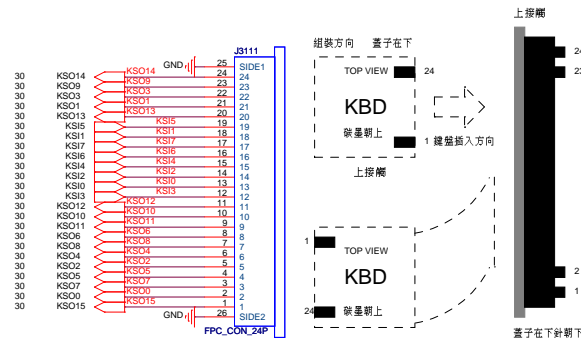 上接觸
J3111
組裝方向 蓋子在下
GND
25 SIDE1
30 KSO14 KSO14 24 24
30 KSO9 KSO9 23 23
30 KSO3 KSO3 22 22
30 KSO1 KSO1 21 21
30 KSO13 KSO13 20 20
30 KSI5 KSI5 19 19
30 KSI1 KSI1 18 18
30 KSI7 KSI7 17 17
30 KSI6 KSI6 16 16
30 KSI4 KSI4 15 15
30 KSI2 KSI2 14 14
30 KSI0 KSI0 13 13
30 KSI3 KSI3 12 12
30 KSO12 KSO12 11 11
30 KSO10 KSO10 10 10
30 KSO11 KSO11 9 9
30 KSO6 KSO6 8 8
30 KSO8 KSO8 7 7
30 KSO4 KSO4 6 6
30 KSO2 KSO2 5 5
30 KSO5 KSO5 4 4
30 KSO7 KSO7 3 3
30 KSO0 KSO0 2 2
30 KSO15 KSO15 1 1
GND
26 SIDE2
FPC_CON_24P
TOP VIEW 24
KBD
碳墨朝上
1 鍵盤插入方向
上接觸
1
TOP VIEW
KBD
24 碳墨朝上
24
23
2
1
蓋子在下針朝下